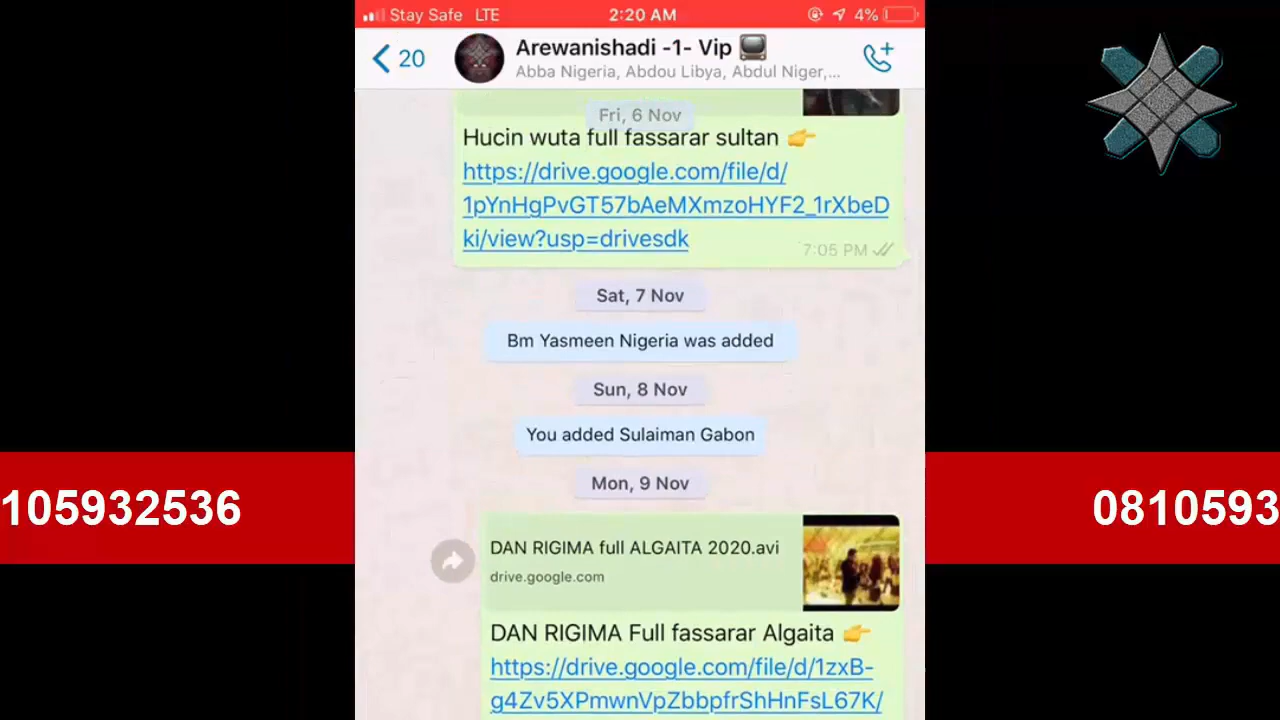 Stay Safe LTE 2:20 AM 4%
20 Arewanishadi -1- Vip 📺
Abba Nigeria, Abdou Libya, Abdul Niger,...
Fri, 6 Nov
Hucin wuta full fassarar sultan 👉
https://drive.google.com/file/d/
1pYnHgPvGT57bAeMXmzoHYF2_1rXbeD
ki/view?usp=drivesdk
7:05 PM
Sat, 7 Nov
Bm Yasmeen Nigeria was added
Sun, 8 Nov
You added Sulaiman Gabon
Mon, 9 Nov
105932536
0810593
DAN RIGIMA full ALGAITA 2020.avi
drive.google.com
DAN RIGIMA Full fassarar Algaita 👉
https://drive.google.com/file/d/1zxB-
g4Zv5XPmwnVpZbbpfrShHnFsL67K/